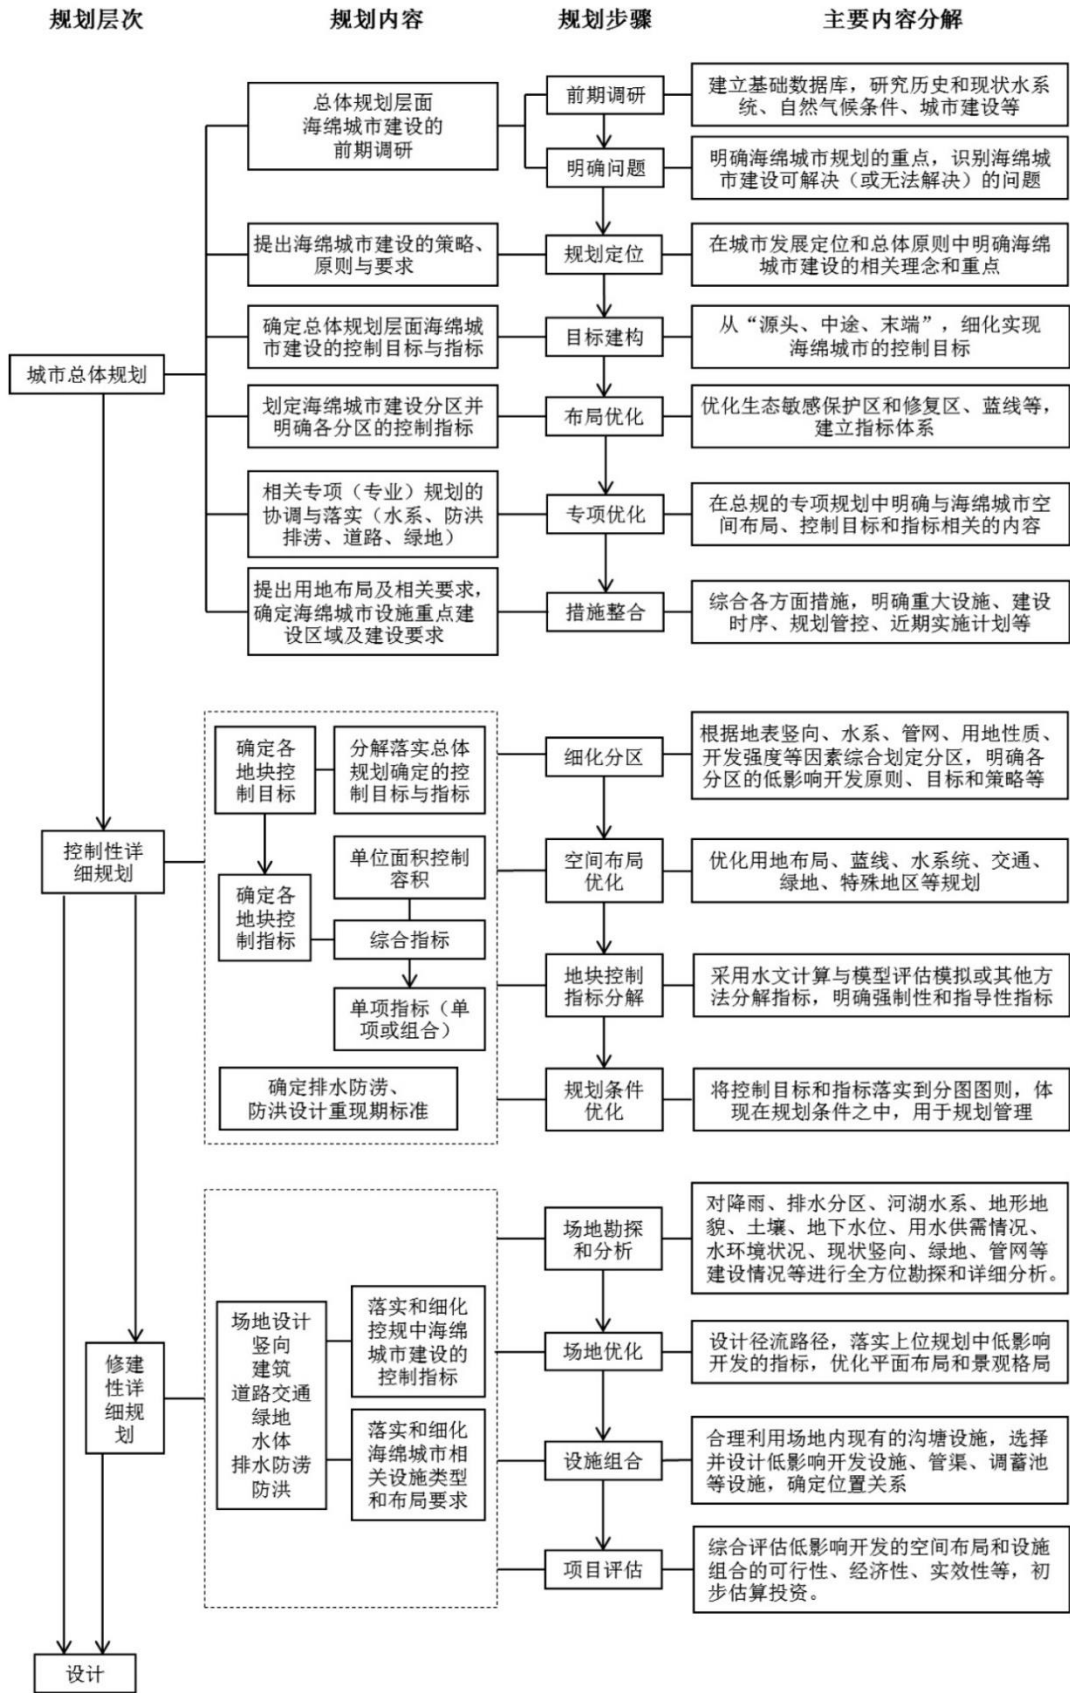 规划层次
规划内容
规划步骤
主要内容分解
总体规划层面
海绵城市建设的
前期调研
前期调研
建立基础数据库，研究历史和现状水系
统、自然气候条件、城市建设等
明确问题
明确海绵城市规划的重点，识别海绵城
市建设可解决（或无法解决）的问题
提出海绵城市建设的策略、
原则与要求
规划定位
在城市发展定位和总体原则中明确海绵
城市建设的相关理念和重点
城市总体规划
确定总体规划层面海绵城
市建设的控制目标与指标
目标建构
从“源头、中途、末端”，细化实现
海绵城市的控制目标
划定海绵城市建设分区并
明确各分区的控制指标
布局优化
优化生态敏感保护区和修复区、蓝线等，
建立指标体系
相关专项（专业）规划的
协调与落实（水系、防洪
排涝、道路、绿地）
专项优化
在总规的专项规划中明确与海绵城市空
间布局、控制目标和指标相关的内容
提出用地布局及相关要求，
确定海绵城市设施重点建
设区域及建设要求
措施整合
综合各方面措施，明确重大设施、建设
时序、规划管控、近期实施计划等
控制性详
细规划
确定各
地块控
制目标
分解落实总体
规划确定的控
制目标与指标
细化分区
根据地表竖向、水系、管网、用地性质、
开发强度等因素综合划定分区，明确各
分区的低影响开发原则、目标和策略等
确定各
地块控
制指标
单位面积控制
容积
综合指标
单项指标（单
项或组合）
空间布局
优化
优化用地布局、蓝线、水系统、交通、
绿地、特殊地区等规划
地块控制
指标分解
采用水文计算与模型评估模拟或其他方
法分解指标，明确强制性和指导性指标
确定排水防涝、
防洪设计重现期标准
规划条件
优化
将控制目标和指标落实到分图图则，体
现在规划条件之中，用于规划管理
修建
性详
细规
划
场地设计
竖向
建筑
道路交通
绿地
水体
排水防涝
防洪
落实和细化
控规中海绵
城市建设的
控制指标
落实和细化
海绵城市相
关设施类型
和布局要求
场地勘探
和分析
对降雨、排水分区、河湖水系、地形地
貌、土壤、地下水位、用水供需情况、
水环境状况、现状竖向、绿地、管网等
建设情况等进行全方位勘探和详细分析。
场地优化
设计径流路径，落实上位规划中低影响
开发的指标，优化平面布局和景观格局
设施组合
合理利用场地内现有的沟塘设施，选择
并设计低影响开发设施、管渠、调蓄池
等设施，确定位置关系
项目评估
综合评估低影响开发的空间布局和设施
组合的可行性、经济性、实效性等，初
步估算投资。
设计